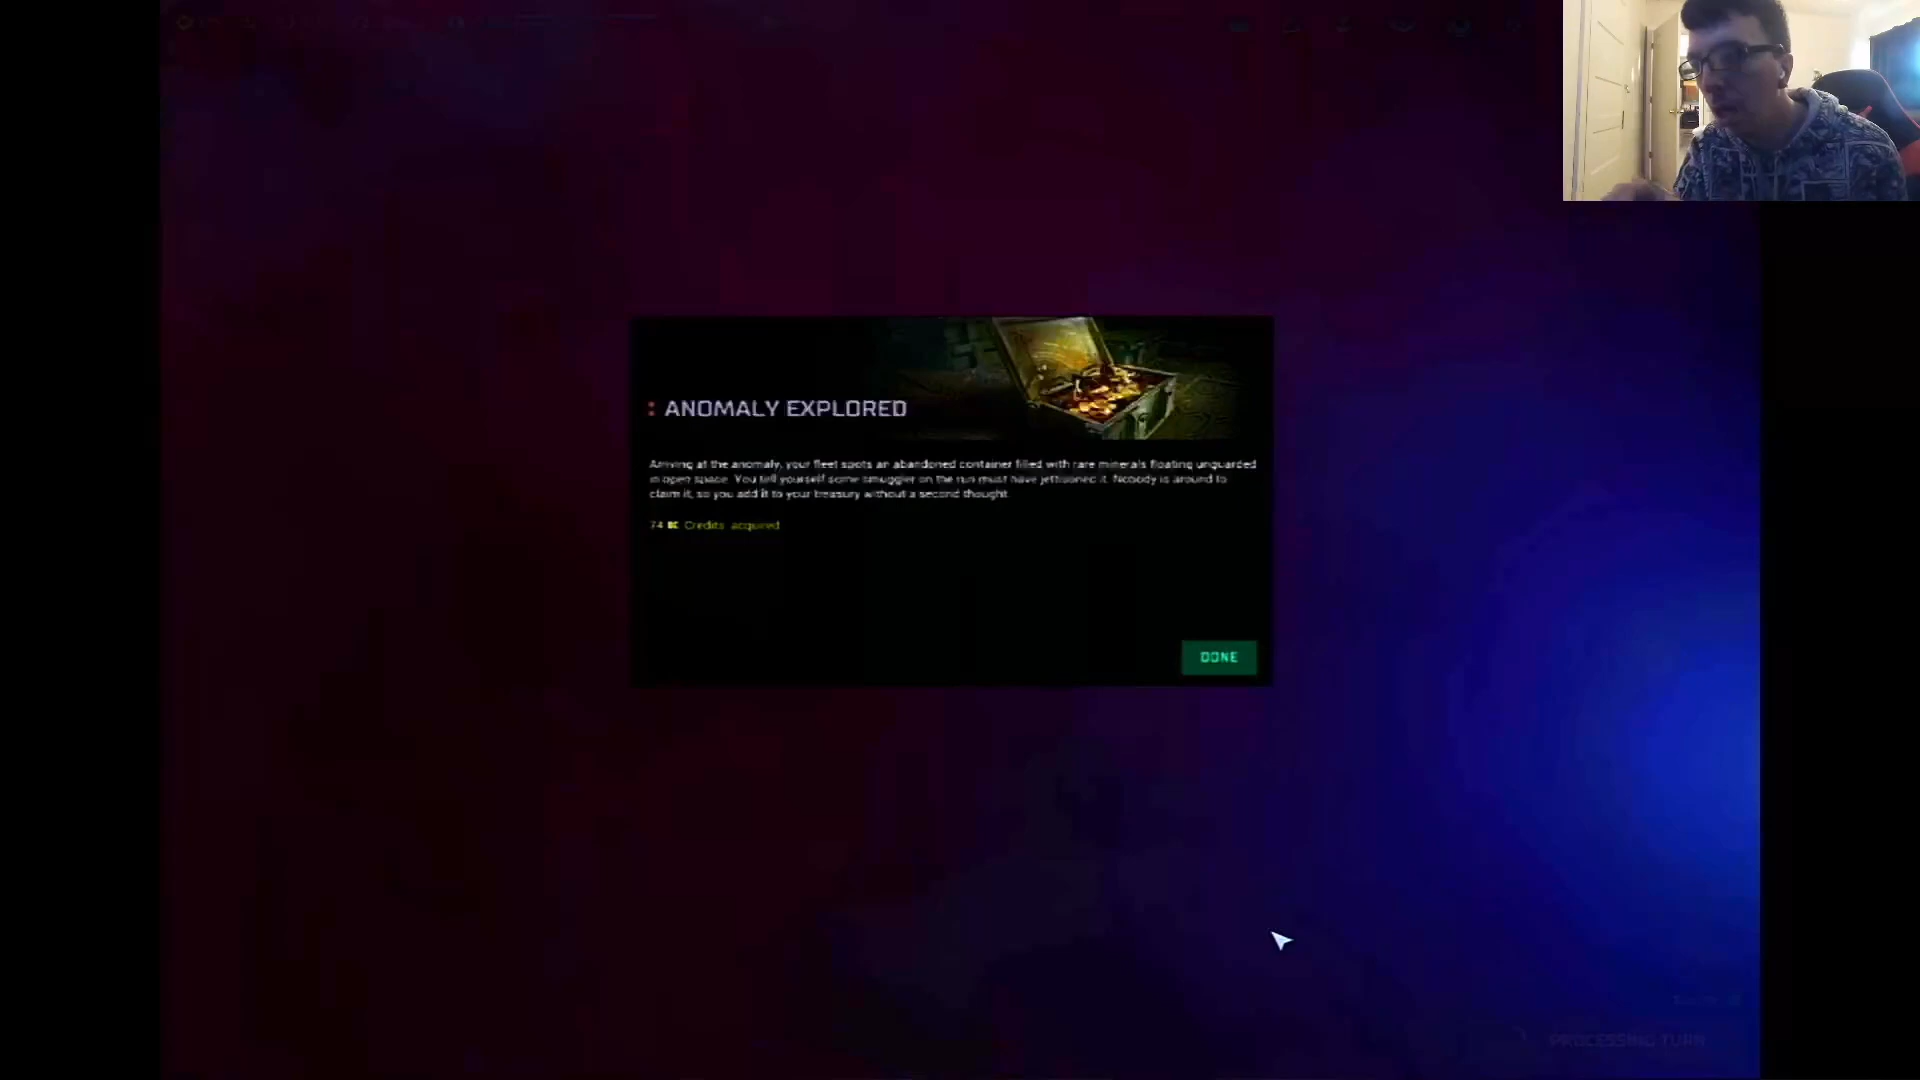 ANOMALY EXPLORED
Arriving at the anomaly, your fleet spots an abandoned container filled with rare minerals floating unguarded
in open space. You tell yourself some smuggler on the run must have jettisoned it. Nobody is around to
claim it, so you add it to your treasury without a second thought.
74 BC Credits acquired
DONE
PROCESSING TURN